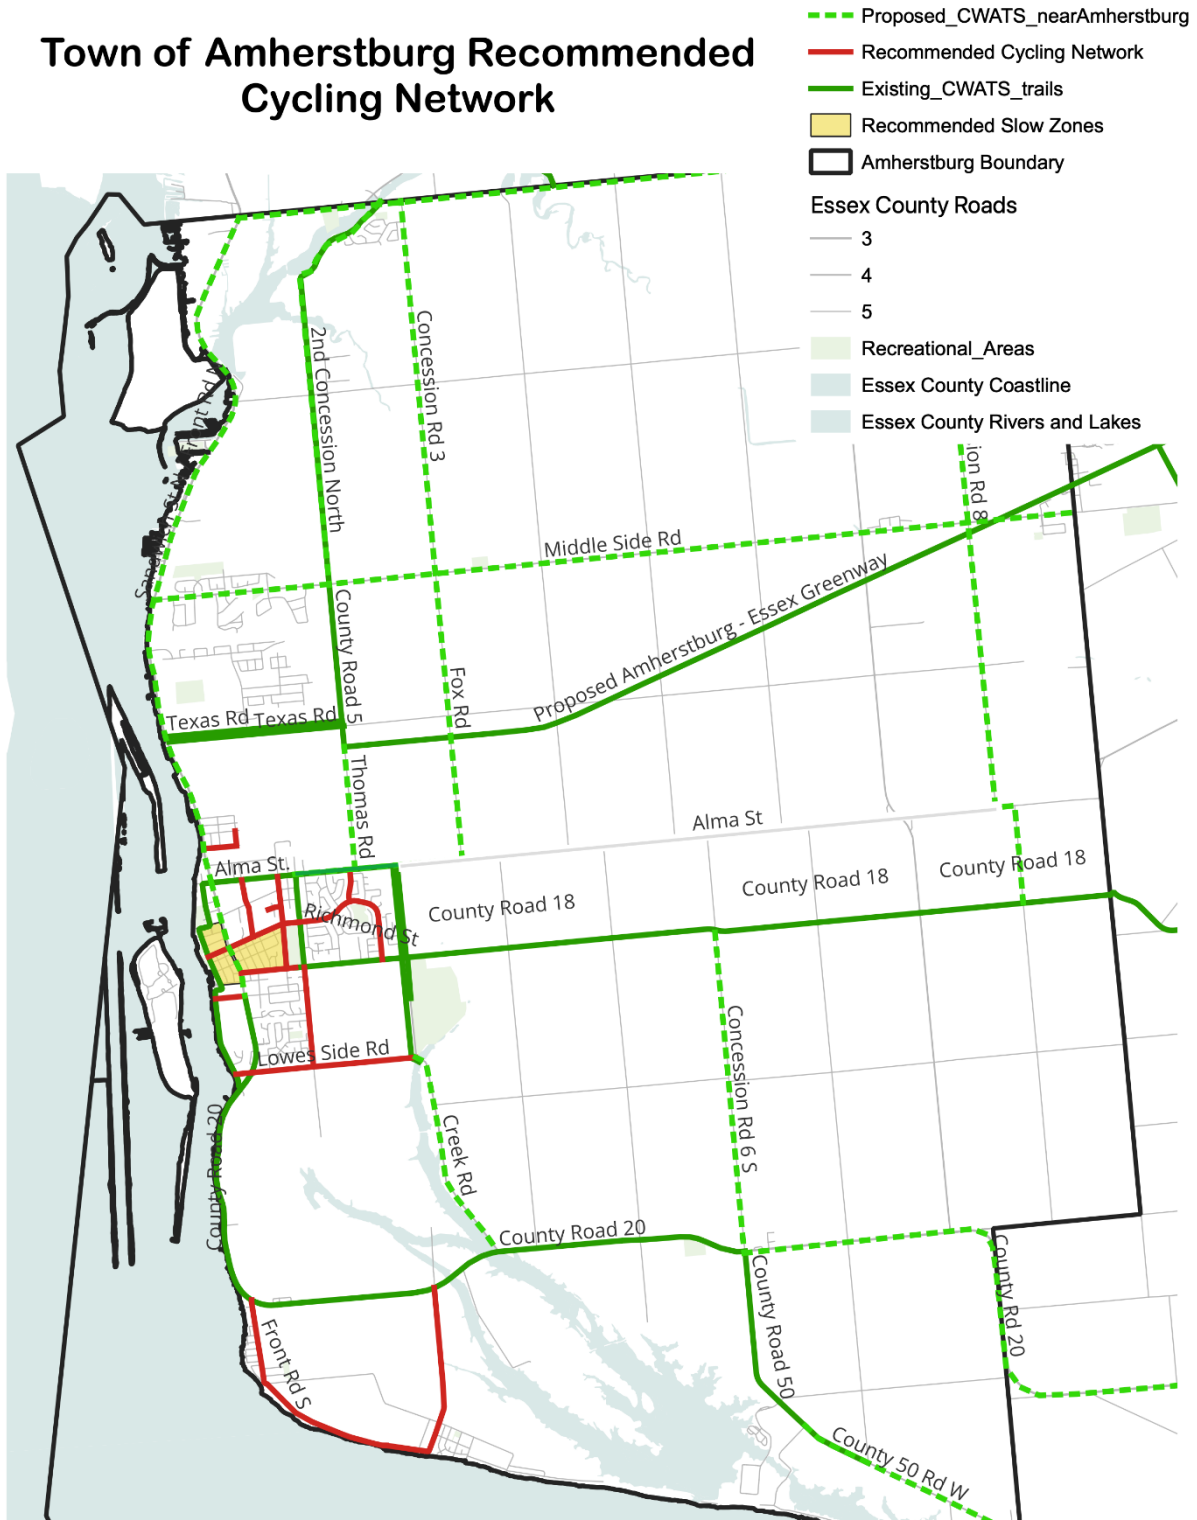 Town of Amherstburg Recommended
Cycling Network
Proposed_CWATS_nearAmherstburg
Recommended Cycling Network
Existing_CWATS_trails
Recommended Slow Zones
Amherstburg Boundary
Essex County Roads
3
4
5
Recreational_Areas
Essex County Coastline
Essex County Rivers and Lakes
2nd Concession North
Concession Rd 3
ion Rd 8
Middle Side Rd
Proposed Amherstburg - Essex Greenway
County Road 5
Fox Rd
Texas Rd
Texas Rd
Thomas Rd
Alma St
Alma St.
Richmond St
County Road 18
County Road 18
County Road 18
Lowes Side Rd
Concession Rd 6 S
Creek Rd
County Road 20
County Road 20
County Rd 20
County Road 50
Front Rd S
County 50 Rd W